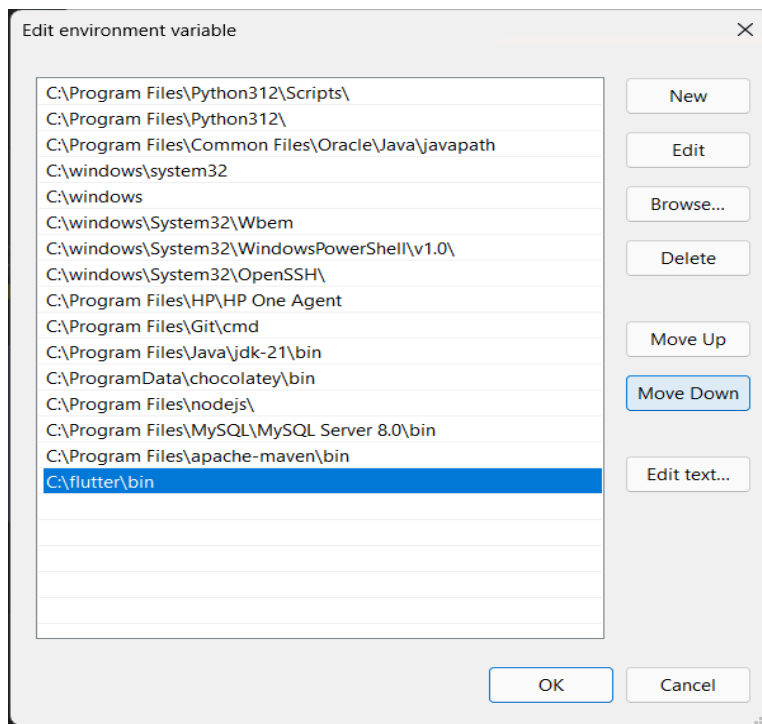 Edit environment variable
C:\Program Files\Python312\Scripts\
C:\Program Files\Python312\
C:\Program Files\Common Files\Oracle\Java\javapath
C:\windows\system32
C:\windows
C:\windows\System32\Wbem
C:\windows\System32\WindowsPowerShell\v1.0\
C:\windows\System32\OpenSSH\
C:\Program Files\HP\HP One Agent
C:\Program Files\Git\cmd
C:\Program Files\Java\jdk-21\bin
C:\ProgramData\chocolatey\bin
C:\Program Files\nodejs\
C:\Program Files\MySQL\MySQL Server 8.0\bin
C:\Program Files\apache-maven\bin
C:\flutter\bin
New
Edit
Browse...
Delete
Move Up
Move Down
Edit text...
OK
Cancel